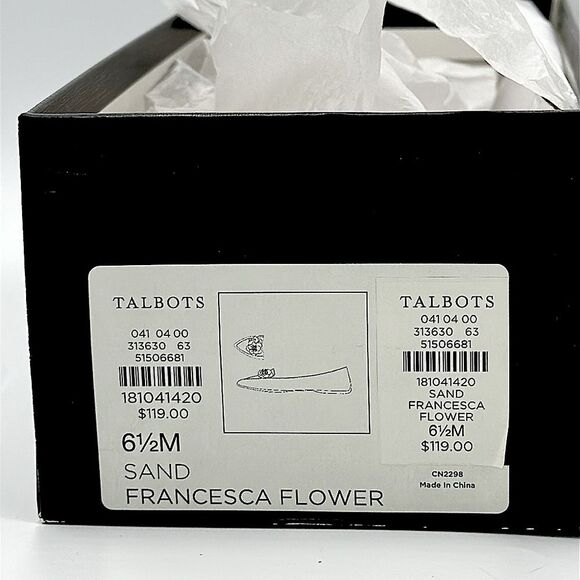 TALBOTS
041 04 00
313630 63
51506681
181041420
$119.00
6½M
SAND
FRANCESCA FLOWER
TALBOTS
041 04 00
313630 63
51506681
181041420
SAND
FRANCESCA
FLOWER
6½M
$119.00
CN2298
Made In China